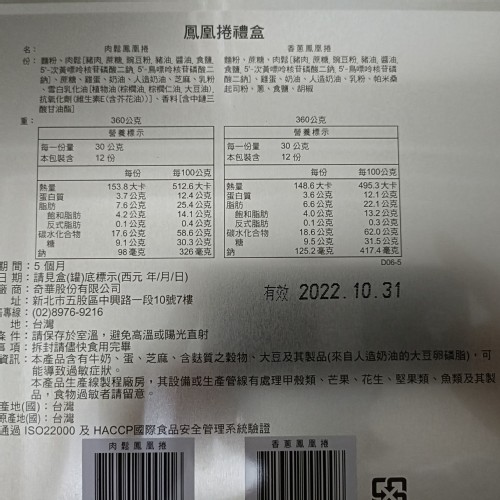 鳳凰捲禮盒
名： 肉鬆鳳凰捲 香蔥鳳凰捲
份：麵粉、肉鬆[豬肉, 蔗糖, 豌豆粉, 豬油, 醬油, 食鹽,
5'-次黃嘌呤核苷磷酸二鈉, 5'-鳥嘌呤核苷磷酸二
鈉]、蔗糖、雞蛋、奶油、人造奶油、芝麻、乳粉
、雪白乳化油[植物油(棕櫚油, 棕櫚仁油, 大豆油),
抗氧化劑(維生素E(含芥花油))]、香料[含中鏈三
酸甘油酯]
麵粉、蔗糖、肉鬆[豬肉, 蔗糖, 豌豆粉, 豬油, 醬油,
食鹽, 5'-次黃嘌呤核苷磷酸二鈉, 5'-鳥嘌呤核苷磷
酸二鈉]、雞蛋、奶油、人造奶油、乳粉、帕米桑
起司粉、蔥、食鹽、胡椒
重： 360公克 360公克
營養標示
每一份量 30 公克
本包裝含 12 份
每份 每100公克
熱量 153.8 大卡 512.6 大卡
蛋白質 3.7 公克 12.4 公克
脂肪 7.6 公克 25.4 公克
飽和脂肪 4.2 公克 14.1 公克
反式脂肪 0.1 公克 0.4 公克
碳水化合物 17.6 公克 58.6 公克
糖 9.1 公克 30.3 公克
鈉 98 毫克 326 毫克
營養標示
每一份量 30 公克
本包裝含 12 份
每份 每100公克
熱量 148.6 大卡 495.3 大卡
蛋白質 3.6 公克 12.1 公克
脂肪 6.6 公克 22.1 公克
飽和脂肪 4.0 公克 13.2 公克
反式脂肪 0.1 公克 0.3 公克
碳水化合物 18.6 公克 62.0 公克
糖 9.5 公克 31.5 公克
鈉 125.2 毫克 417.4 毫克
D06-5
期間：5 個月
日期：請見盒(罐)底標示(西元 年/月/日)
廠商：奇華股份有限公司
址：新北市五股區中興路一段10號7樓
專線：(02)8976-9216
地：台灣
有效 2022.10.31
條件：請保存於室溫，避免高溫或陽光直射
事項：拆封請儘快食用完畢
資訊：本產品含有牛奶、蛋、芝麻、含麩質之穀物、大豆及其製品(來自人造奶油的大豆卵磷脂)，可
能導致過敏症狀。
本產品生產線製程廠房，其設備或生產管線有處理甲殼類、芒果、花生、堅果類、魚類及其製
品，食物過敏者請留意。
產地(國)：台灣
原產地(國)：台灣
通過 ISO22000 及 HACCP國際食品安全管理系統驗證
肉鬆鳳凰捲 香蔥鳳凰捲